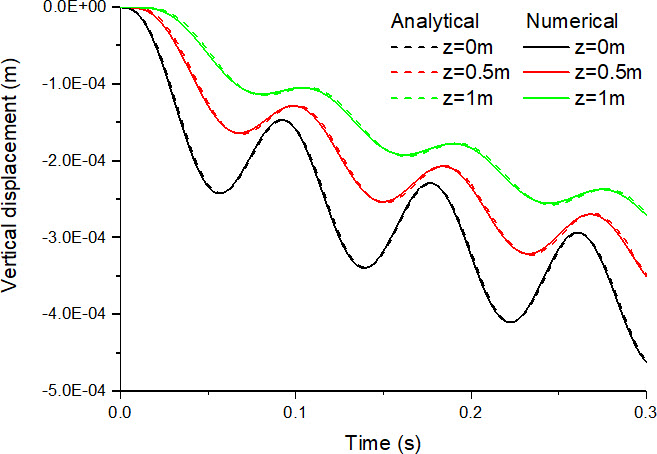 0.0E+00
Analytical Numerical
z=0m z=0m
z=0.5m z=0.5m
z=1m z=1m
-1.0E-04
-2.0E-04
-3.0E-04
-4.0E-04
-5.0E-04
Vertical displacement (m)
0.0 0.1 0.2 0.3
Time (s)